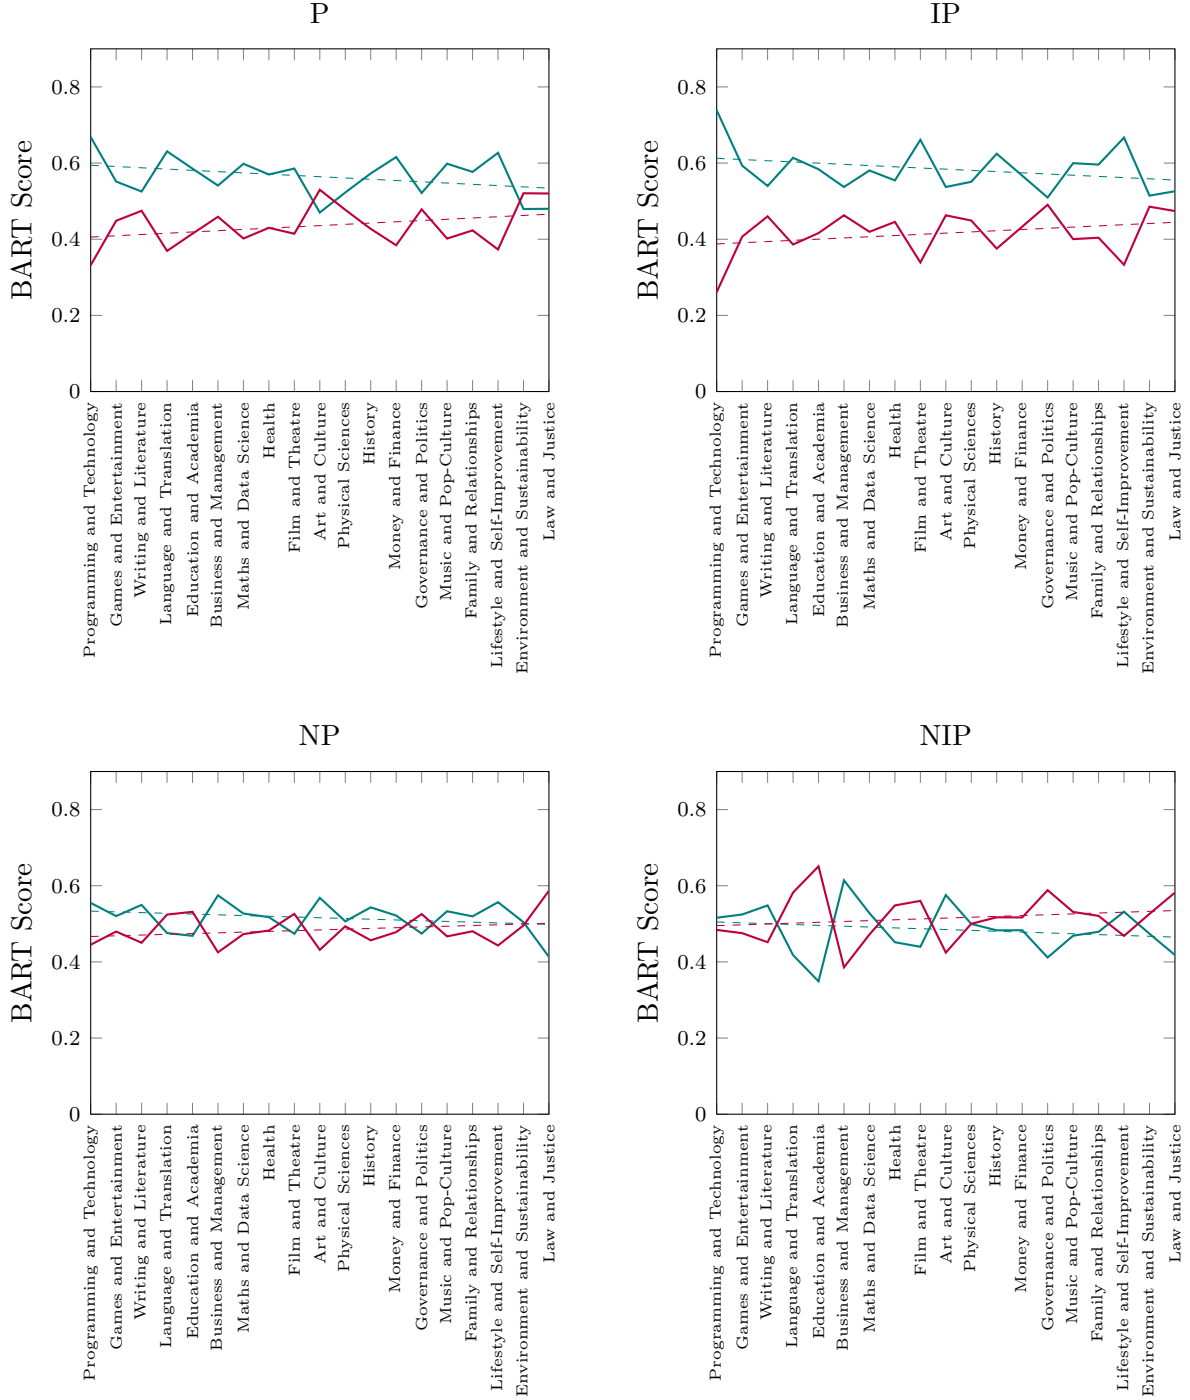 P
BART Score
0.8
0.6
0.4
0.2
0
Programming and Technology
Games and Entertainment
Writing and Literature
Language and Translation
Education and Academia
Business and Management
Maths and Data Science
Health
Film and Theatre
Art and Culture
Physical Sciences
History
Money and Finance
Governance and Politics
Music and Pop-Culture
Family and Relationships
Lifestyle and Self-Improvement
Environment and Sustainability
Law and Justice
IP
BART Score
0.8
0.6
0.4
0.2
0
Programming and Technology
Games and Entertainment
Writing and Literature
Language and Translation
Education and Academia
Business and Management
Maths and Data Science
Health
Film and Theatre
Art and Culture
Physical Sciences
History
Money and Finance
Governance and Politics
Music and Pop-Culture
Family and Relationships
Lifestyle and Self-Improvement
Environment and Sustainability
Law and Justice
NP
BART Score
0.8
0.6
0.4
0.2
0
Programming and Technology
Games and Entertainment
Writing and Literature
Language and Translation
Education and Academia
Business and Management
Maths and Data Science
Health
Film and Theatre
Art and Culture
Physical Sciences
History
Money and Finance
Governance and Politics
Music and Pop-Culture
Family and Relationships
Lifestyle and Self-Improvement
Environment and Sustainability
Law and Justice
NIP
BART Score
0.8
0.6
0.4
0.2
0
Programming and Technology
Games and Entertainment
Writing and Literature
Language and Translation
Education and Academia
Business and Management
Maths and Data Science
Health
Film and Theatre
Art and Culture
Physical Sciences
History
Money and Finance
Governance and Politics
Music and Pop-Culture
Family and Relationships
Lifestyle and Self-Improvement
Environment and Sustainability
Law and Justice